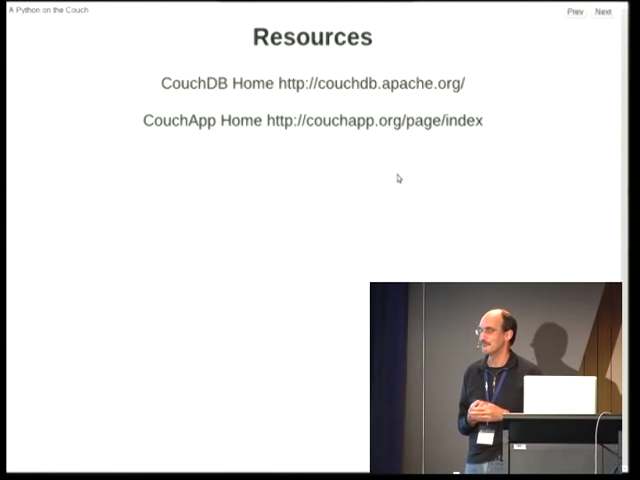 A Python on the Couch
Prev Next
Resources
CouchDB Home http://couchdb.apache.org/
CouchApp Home http://couchapp.org/page/index